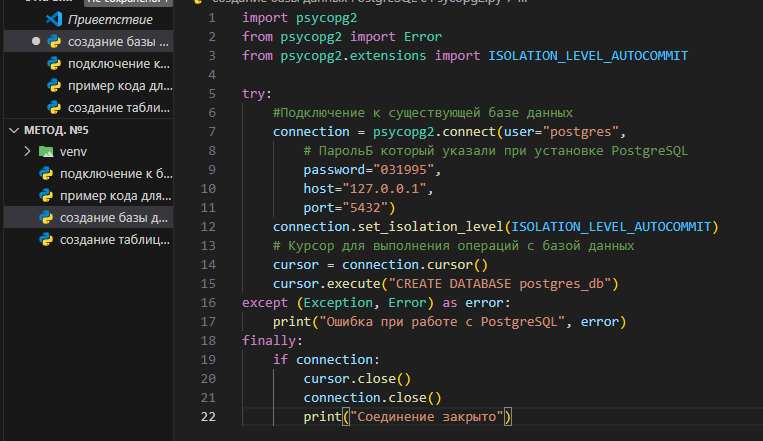 Приветствие
создание базы ...
подключение к...
пример кода дл...
создание табли...
МЕТОД. №5
venv
подключение к б...
пример кода для...
создание базы д...
создание таблиц...
1 import psycopg2
2 from psycopg2 import Error
3 from psycopg2.extensions import ISOLATION_LEVEL_AUTOCOMMIT
4
5 try:
6 #Подключение к существующей базе данных
7 connection = psycopg2.connect(user="postgres",
8 # ПарольБ который указали при установке PostgreSQL
9 password="031995",
10 host="127.0.0.1",
11 port="5432")
12 connection.set_isolation_level(ISOLATION_LEVEL_AUTOCOMMIT)
13 # Курсор для выполнения операций с базой данных
14 cursor = connection.cursor()
15 cursor.execute("CREATE DATABASE postgres_db")
16 except (Exception, Error) as error:
17 print("Ошибка при работе с PostgreSQL", error)
18 finally:
19 if connection:
20 cursor.close()
21 connection.close()
22 print("Соединение закрыто")